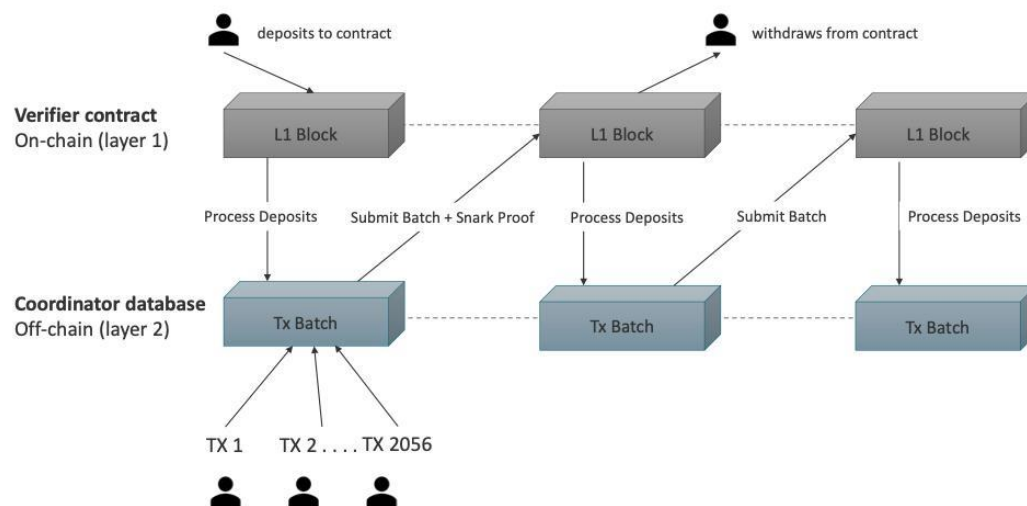 deposits to contract
withdraws from contract
Verifier contract
On-chain (layer 1)
L1 Block
L1 Block
L1 Block
Process Deposits
Submit Batch + Snark Proof
Process Deposits
Submit Batch
Process Deposits
Coordinator database
Off-chain (layer 2)
Tx Batch
Tx Batch
Tx Batch
TX 1
TX 2 . . . . TX 2056